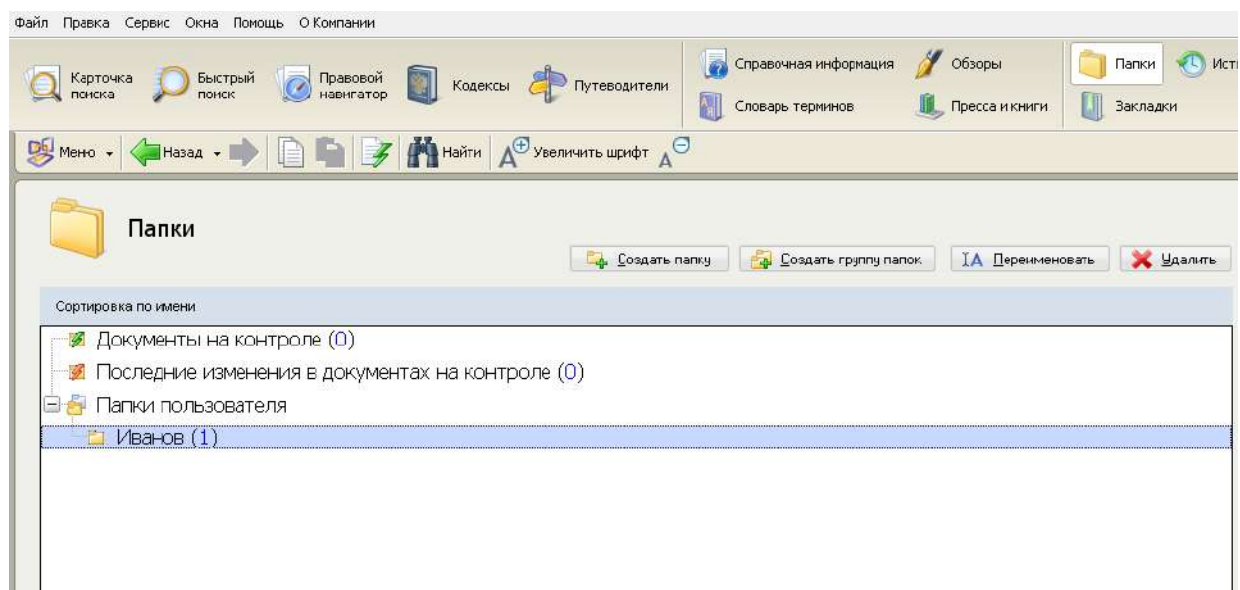 Файл Правка Сервис Окна Помощь О Компании
Карточка поиска Быстрый поиск Правовой навигатор Кодексы Путеводители Справочная информация Обзоры Папки
Словарь терминов Пресса и книги Закладки
Меню Назад Найти Увеличить шрифт
Папки
Создать папку Создать группу папок Переименовать Удалить
Сортировка по имени
Документы на контроле (0)
Последние изменения в документах на контроле (0)
Папки пользователя
Иванов (1)